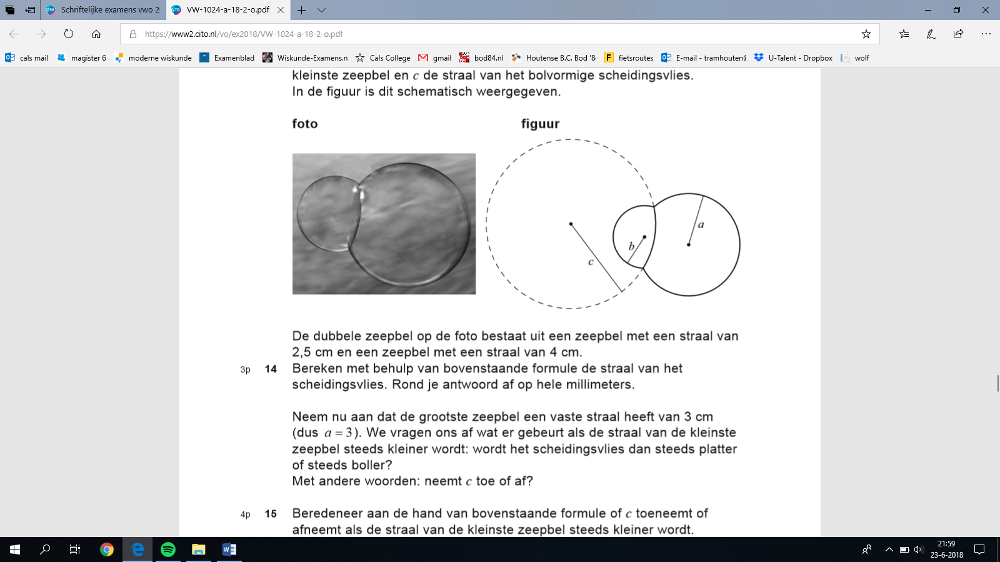 Schriftelijke examens vwo 2
VW-1024-a-18-2-o.pdf
https://www2.cito.nl/vo/ex2018/VW-1024-a-18-2-o.pdf
cals mail
magister 6
moderne wiskunde
Examenblad
Wiskunde-Examens.n
Cals College
gmail
bod84.nl
Houtense B.C. Bod '84
fietsroutes
E-mail - tramhouten@
U-Talent - Dropbox
wolf
kleinste zeepbel en c de straal van het bolvormige scheidingsvlies.
In de figuur is dit schematisch weergegeven.
foto
figuur
a
b
c
De dubbele zeepbel op de foto bestaat uit een zeepbel met een straal van
2,5 cm en een zeepbel met een straal van 4 cm.
3p 14 Bereken met behulp van bovenstaande formule de straal van het
scheidingsvlies. Rond je antwoord af op hele millimeters.
Neem nu aan dat de grootste zeepbel een vaste straal heeft van 3 cm
(dus a = 3). We vragen ons af wat er gebeurt als de straal van de kleinste
zeepbel steeds kleiner wordt: wordt het scheidingsvlies dan steeds platter
of steeds boller?
Met andere woorden: neemt c toe of af?
4p 15 Beredeneer aan de hand van bovenstaande formule of c toeneemt of
afneemt als de straal van de kleinste zeepbel steeds kleiner wordt.
21:59
23-6-2018